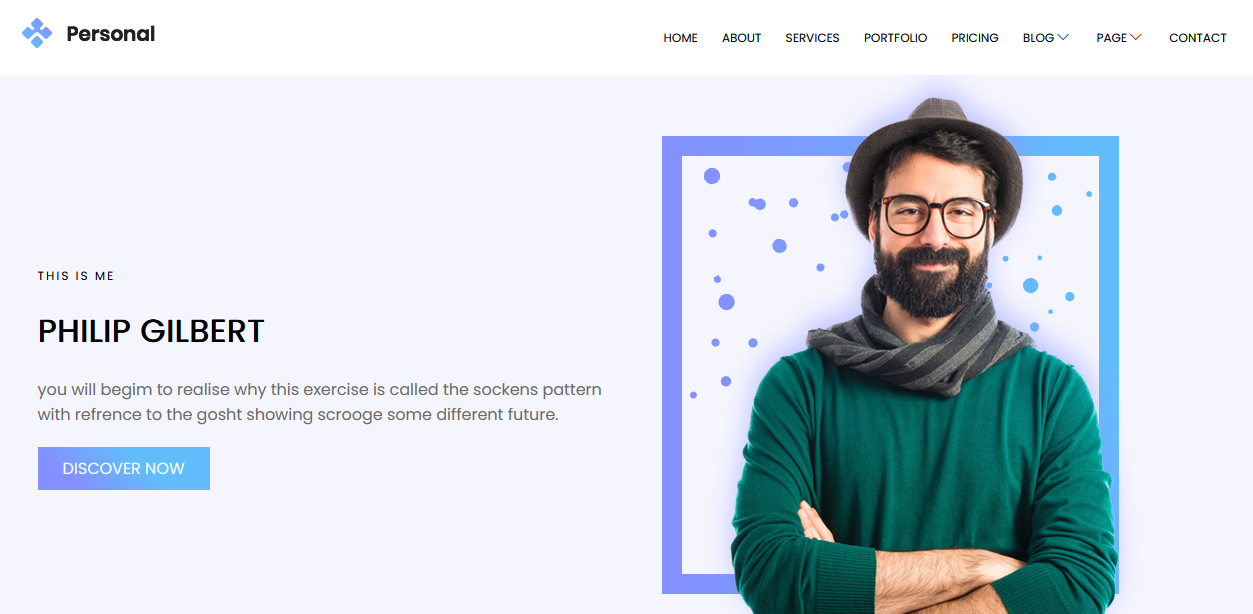 Personal
HOME ABOUT SERVICES PORTFOLIO PRICING BLOG PAGE CONTACT
THIS IS ME
PHILIP GILBERT
you will begim to realise why this exercise is called the sockens pattern
with refrence to the gosht showing scrooge some different future.
DISCOVER NOW